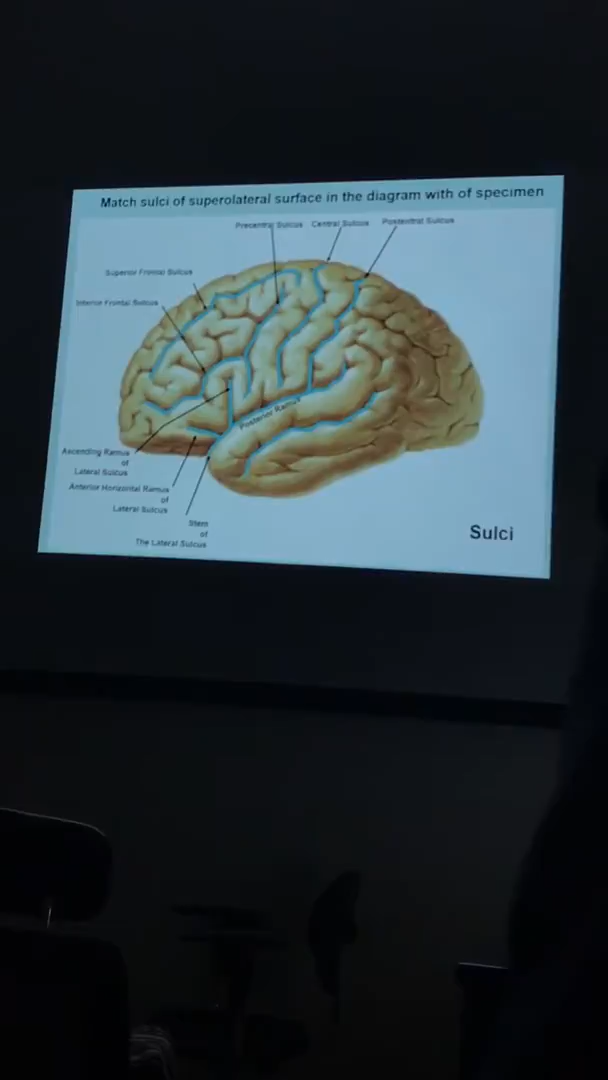 Match sulci of superolateral surface in the diagram with of specimen
Precentral Sulcus
Central Sulcus
Postcentral Sulcus
Superior Frontal Sulcus
Inferior Frontal Sulcus
Posterior Ramus
Ascending Ramus
of
Lateral Sulcus
Anterior Horizontal Ramus
of
Lateral Sulcus
Stem
of
The Lateral Sulcus
Sulci